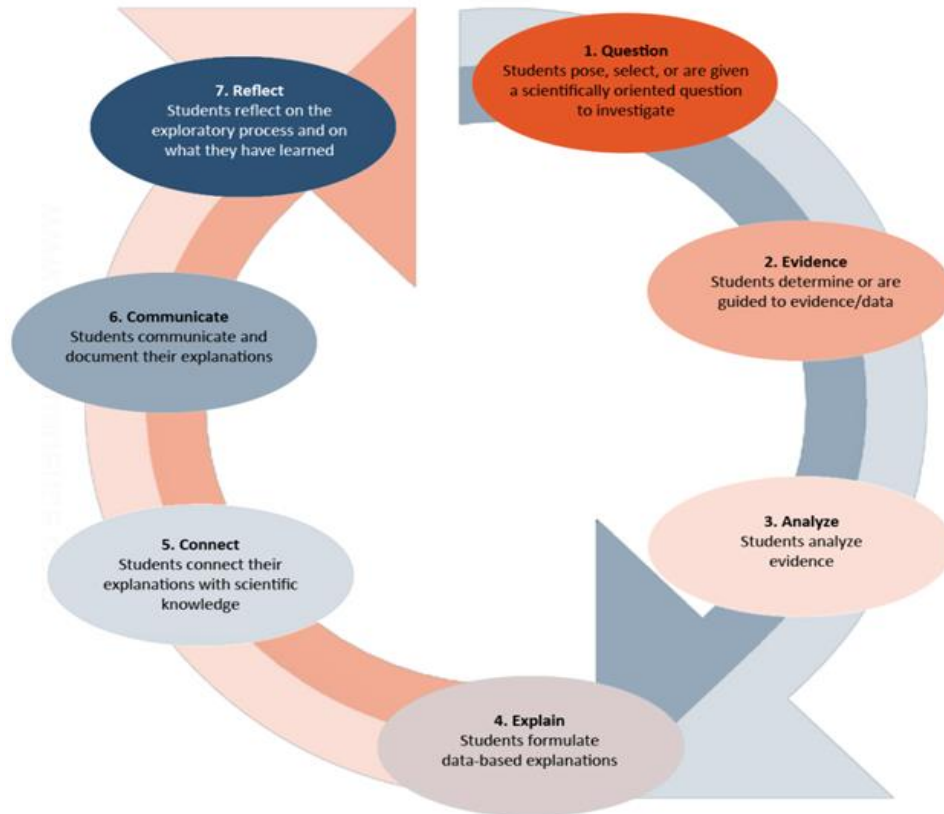 1. Question
Students pose, select, or are given
a scientifically oriented question
to investigate
2. Evidence
Students determine or are
guided to evidence/data
3. Analyze
Students analyze
evidence
4. Explain
Students formulate
data-based explanations
5. Connect
Students connect their
explanations with scientific
knowledge
6. Communicate
Students communicate and
document their explanations
7. Reflect
Students reflect on the
exploratory process and on
what they have learned